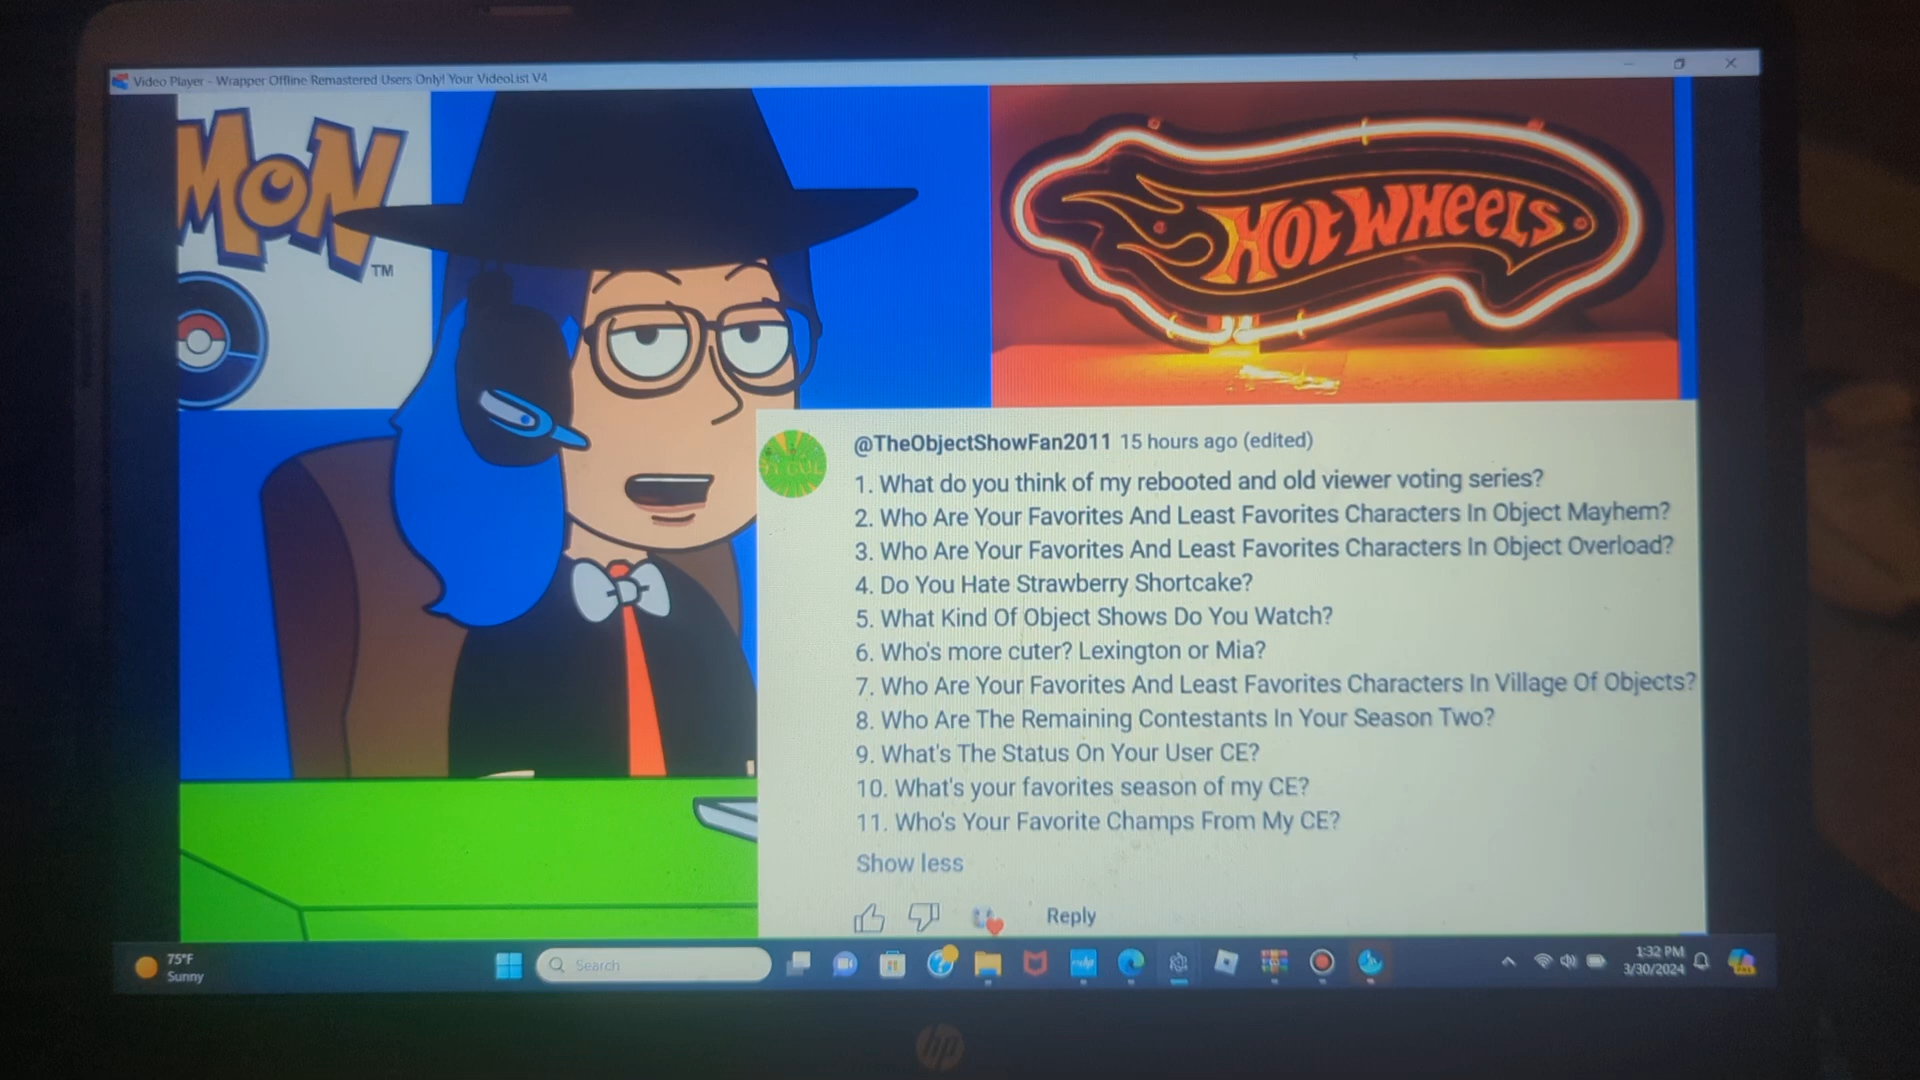 Video Player - Wrapper Offline Remastered Users Only! Your VideoList V4
MON
TM
HOT WHEELS
@TheObjectShowFan2011 15 hours ago (edited)
1. What do you think of my rebooted and old viewer voting series?
2. Who Are Your Favorites And Least Favorites Characters In Object Mayhem?
3. Who Are Your Favorites And Least Favorites Characters In Object Overload?
4. Do You Hate Strawberry Shortcake?
5. What Kind Of Object Shows Do You Watch?
6. Who's more cuter? Lexington or Mia?
7. Who Are Your Favorites And Least Favorites Characters In Village Of Objects?
8. Who Are The Remaining Contestants In Your Season Two?
9. What's The Status On Your User CE?
10. What's your favorites season of my CE?
11. Who's Your Favorite Champs From My CE?
Show less
Reply
75°F
Sunny
Search
1:32 PM
3/30/2024
hp